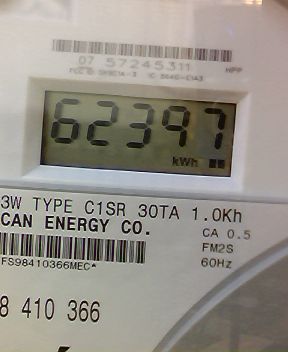 07 57245311
HPP
62397
kWh
3W TYPE C1SR 30TA 1.0Kh
CAN ENERGY CO.
CA 0.5
FM2S
60Hz
FS98410366MEC*
8 410 366